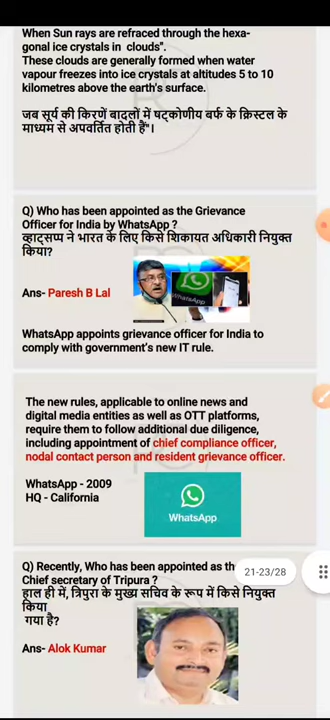 When Sun rays are refraced through the hexa-
gonal ice crystals in clouds".
These clouds are generally formed when water
vapour freezes into ice crystals at altitudes 5 to 10
kilometres above the earth's surface.
जब सूर्य की किरणें बादलों में षट्कोणीय बर्फ के क्रिस्टल के
माध्यम से अपवर्तित होती हैं"।
Q) Who has been appointed as the Grievance
Officer for India by WhatsApp ?
व्हाट्सप्प ने भारत के लिए किसे शिकायत अधिकारी नियुक्त
किया?
Ans- Paresh B Lal
WhatsApp
WhatsApp appoints grievance officer for India to
comply with government's new IT rule.
The new rules, applicable to online news and
digital media entities as well as OTT platforms,
require them to follow additional due diligence,
including appointment of chief compliance officer,
nodal contact person and resident grievance officer.
WhatsApp - 2009
HQ - California
WhatsApp
Q) Recently, Who has been appointed as th
21-23/28
Chief secretary of Tripura ?
हाल ही में, त्रिपुरा के मुख्य सचिव के रूप में किसे नियुक्त
किया
गया है?
Ans- Alok Kumar